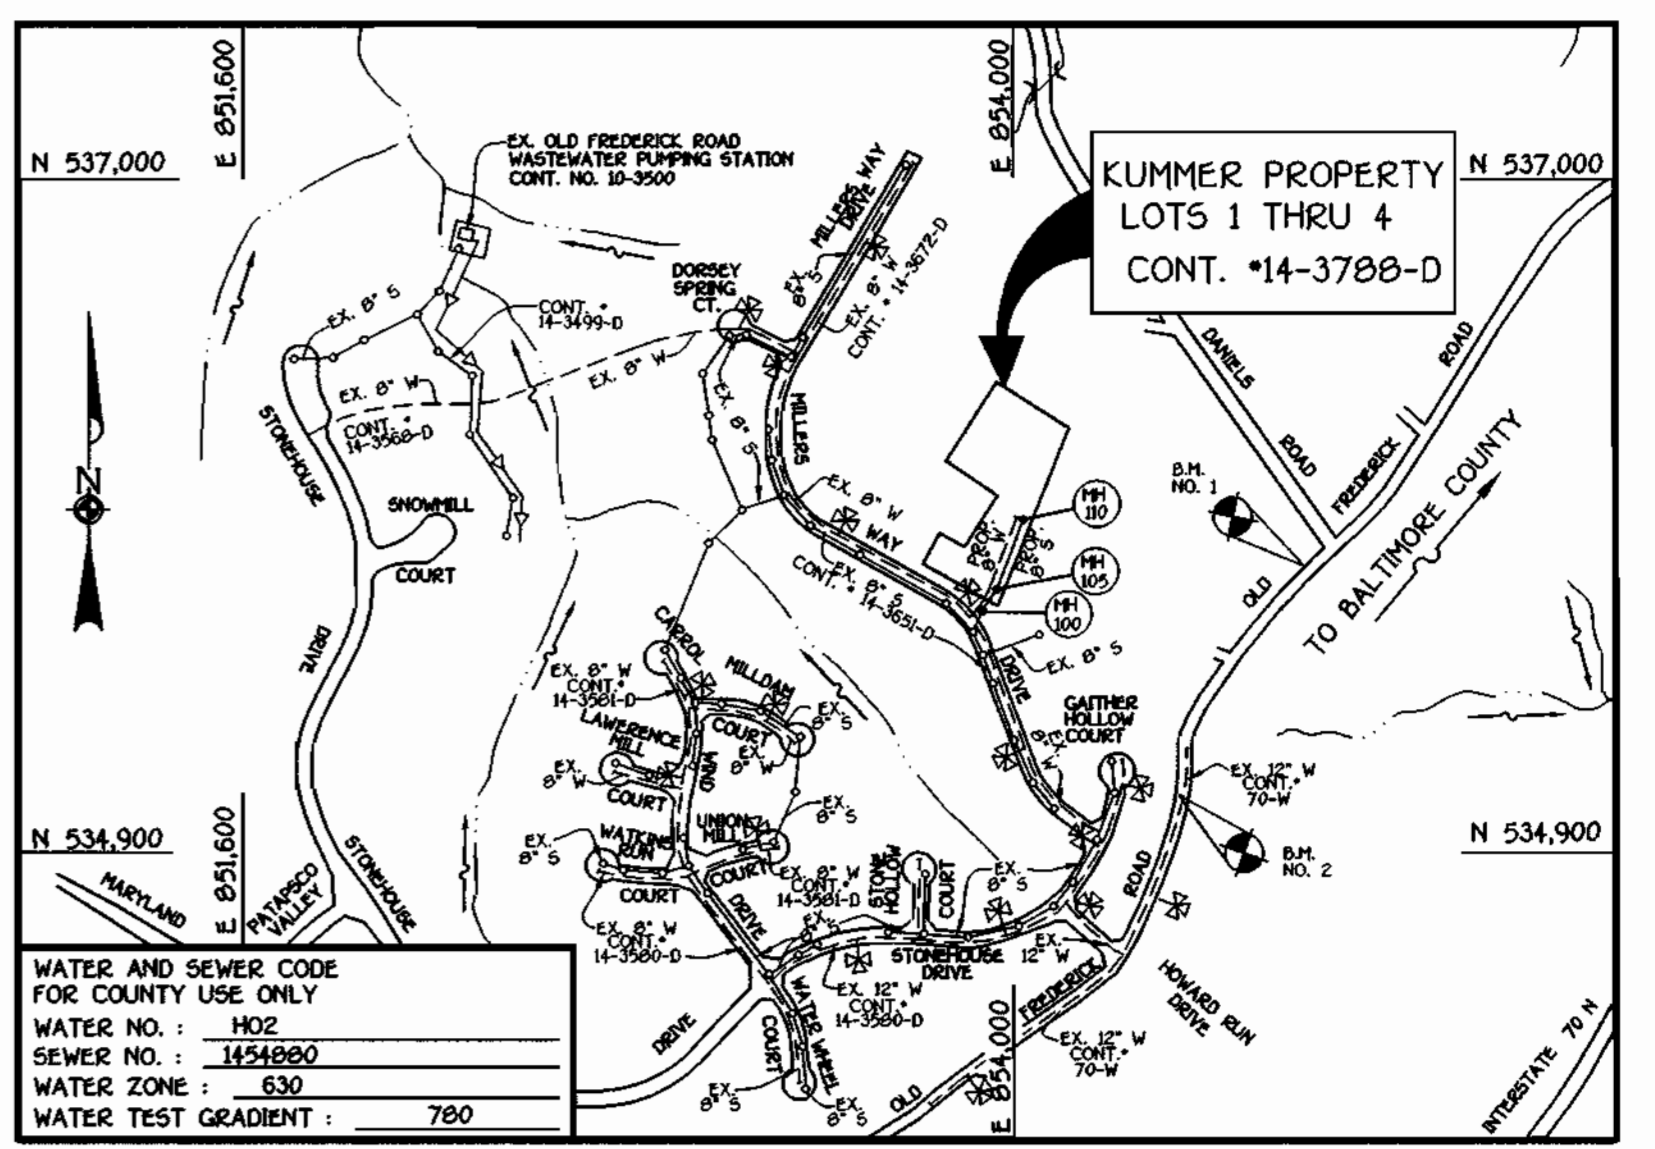 E 851,600
E 854,000
N 537,000
N 537,000
EX. OLD FREDERICK ROAD
WASTEWATER PUMPING STATION
CONT. NO. 10-3500
MILLERS WAY
DRIVE
KUMMER PROPERTY
LOTS 1 THRU 4
CONT. #14-3788-D
EX. 8" S
EX. 8" W
CONT. # 14-3672-D
DORSEY
SPRING
CT.
EX. 8" S
CONT. #
14-3499-D
EX. 8" W
EX. 8" W
CONT. #
14-3568-D
EX. 8" S
MILLERS
WAY
DRIVE
STONEHOUSE
DRIVE
SNOWMILL
COURT
N
DANIELS
ROAD
ROAD
FREDERICK
OLD
TO BALTIMORE COUNTY
B.M.
NO. 1
EX. 8" W
EX. 8" S
CONT. # 14-3651-D
PROP.
8" W
PROP.
8" S
MH
110
MH
105
MH
100
EX. 8" S
CARROL
EX. 8" W
CONT. #
14-3581-D
MILLDAM
COURT
EX.
8" S
EX.
8" W
LAWERENCE
MILL
COURT
EX.
8" W
MIND
GAITHER
HOLLOW
COURT
EX.
8" W
EX. 12" W
CONT. #
70-W
N 534,900
E 851,600
N 534,900
EX.
8" S
WATKINS
RUN
COURT
UNION
MILL
COURT
EX.
8" S
EX. 8" W
CONT. #
14-3581-D
STONE
HOLLOW
COURT
EX.
8" S
ROAD
B.M.
NO. 2
MARYLAND
PATAPSCO
VALLEY
STONEHOUSE
EX. 8" W
CONT. #
14-3580-D
DRIVE
EX.
8" S
STONEHOUSE
DRIVE
EX.
12" W
EX. 12" W
CONT. #
14-3580-D
FREDERICK
HOWARD RUN
DRIVE
WATER AND SEWER CODE
FOR COUNTY USE ONLY
WATER NO. : HO2
SEWER NO. : 1454880
WATER ZONE : 630
WATER TEST GRADIENT : 780
DRIVE
COURT
WATER WHEEL
EX.
8" S
EX.
8" S
OLD
E 854,000
EX. 12" W
CONT. #
70-W
INTERSTATE 70 N